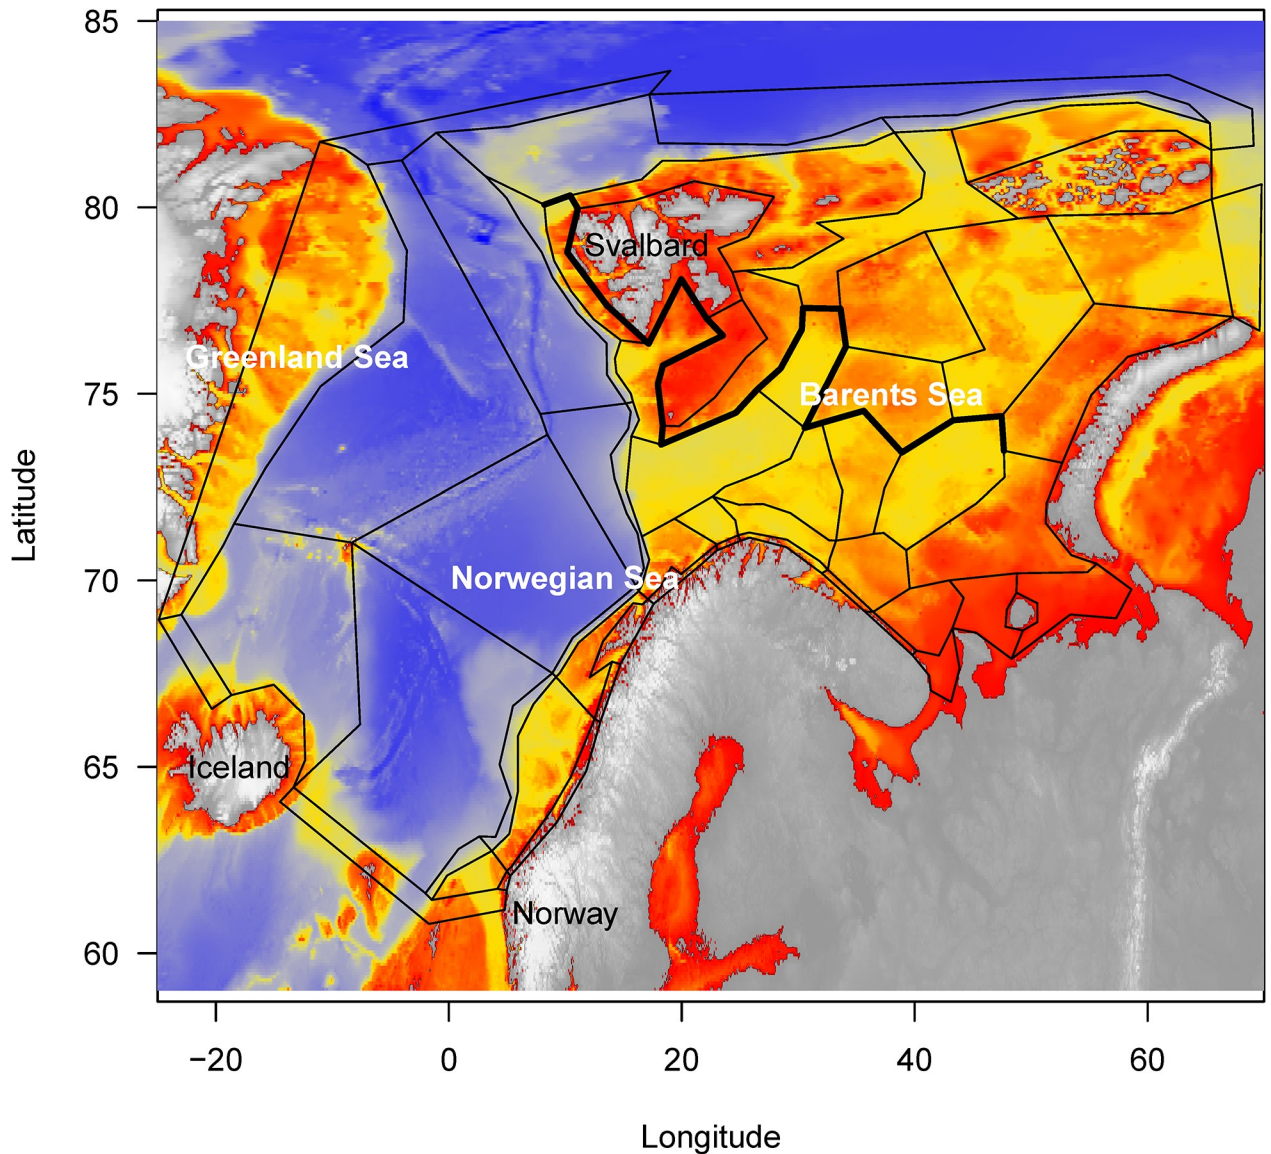 85
80
75
70
65
60
Latitude
Svalbard
Greenland Sea
Barents Sea
Norwegian Sea
Iceland
Norway
−20
0
20
40
60
Longitude